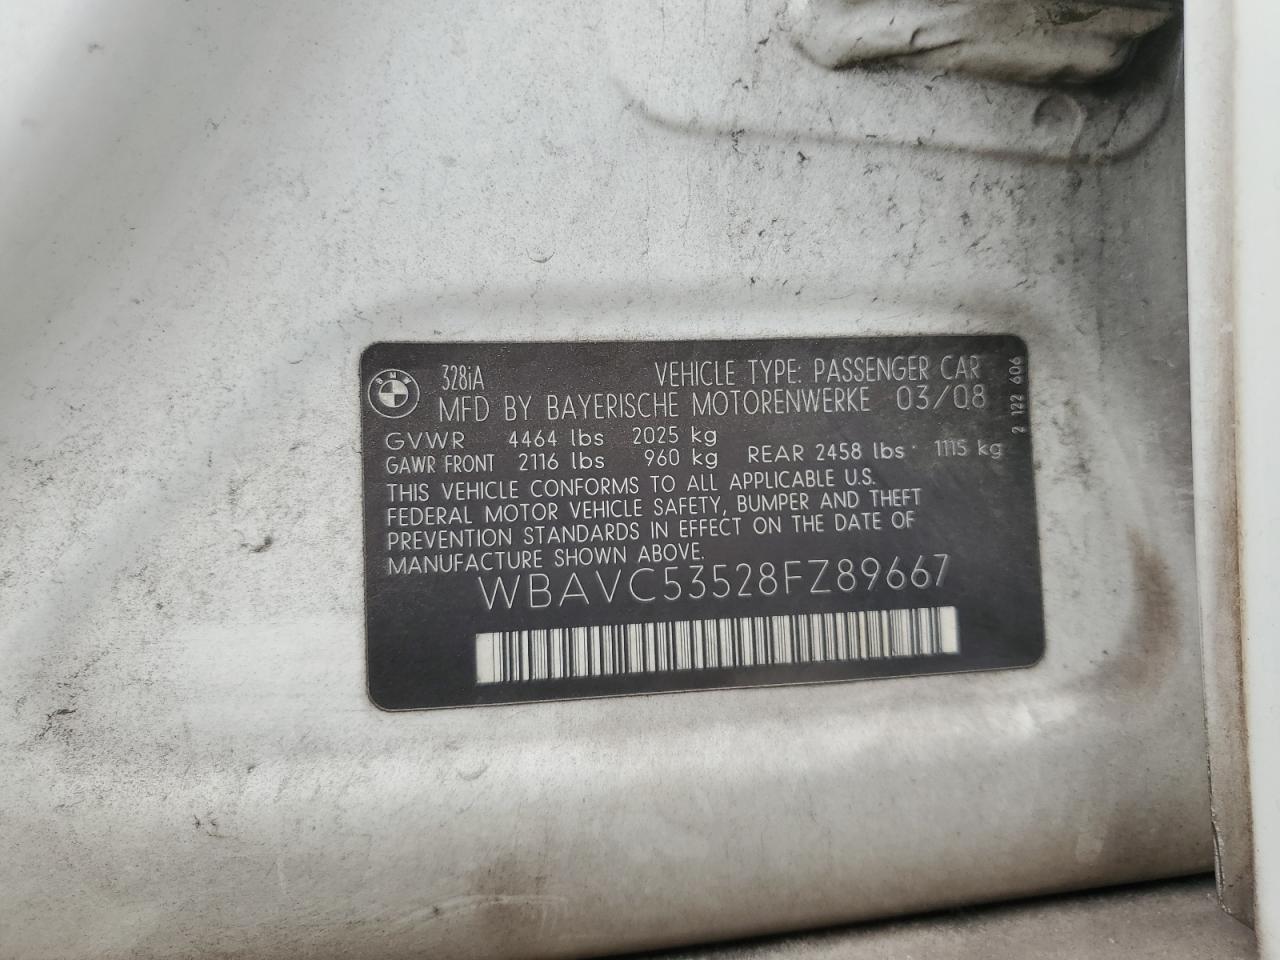 BMW
328iA VEHICLE TYPE: PASSENGER CAR
MFD BY BAYERISCHE MOTORENWERKE 03/08
GVWR 4464 lbs 2025 kg
GAWR FRONT 2116 lbs 960 kg REAR 2458 lbs 1115 kg
THIS VEHICLE CONFORMS TO ALL APPLICABLE U.S.
FEDERAL MOTOR VEHICLE SAFETY, BUMPER AND THEFT
PREVENTION STANDARDS IN EFFECT ON THE DATE OF
MANUFACTURE SHOWN ABOVE.
WBAVC53528FZ89667
2 122 606